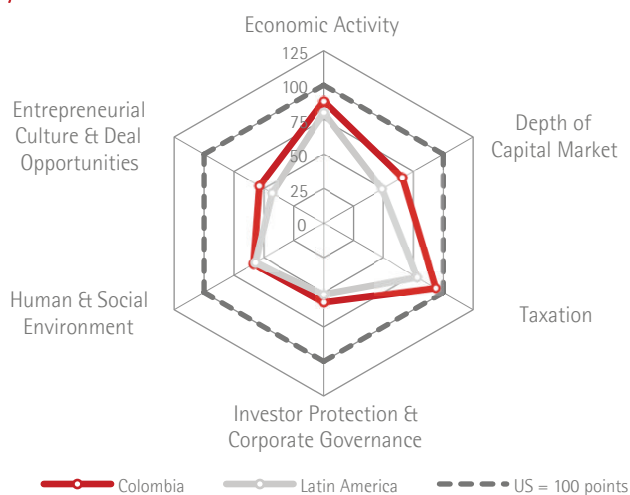 Economic Activity
125
100
75
50
25
0
Entrepreneurial
Culture & Deal
Opportunities
Depth of
Capital Market
Human & Social
Environment
Taxation
Investor Protection &
Corporate Governance
Colombia
Latin America
US = 100 points